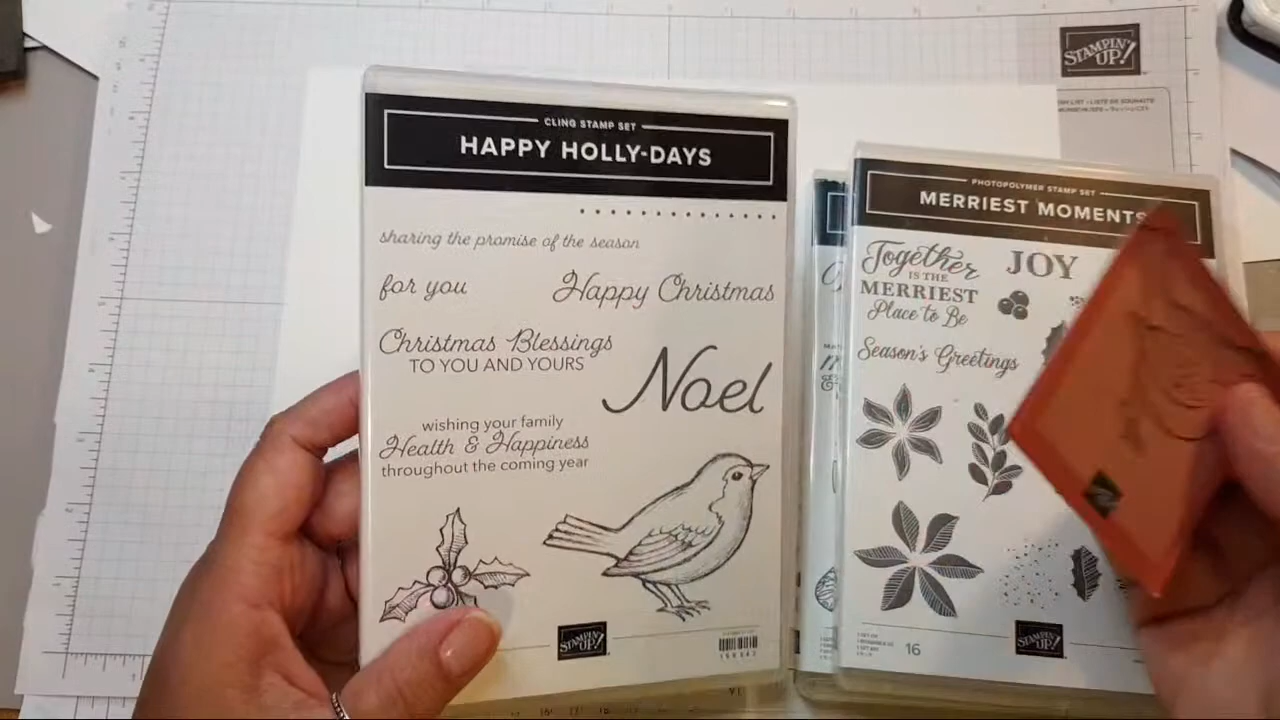 CLING STAMP SET
HAPPY HOLLY-DAYS
sharing the promise of the season
for you
Happy Christmas
Christmas Blessings
TO YOU AND YOURS
Noel
wishing your family
Health & Happiness
throughout the coming year
STAMPIN' UP!
PHOTOPOLYMER STAMP SET
MERRIEST MOMENTS
Together
IS THE
MERRIEST
Place to Be
JOY
Season's Greetings
16
STAMPIN' UP!
STAMPIN' UP!